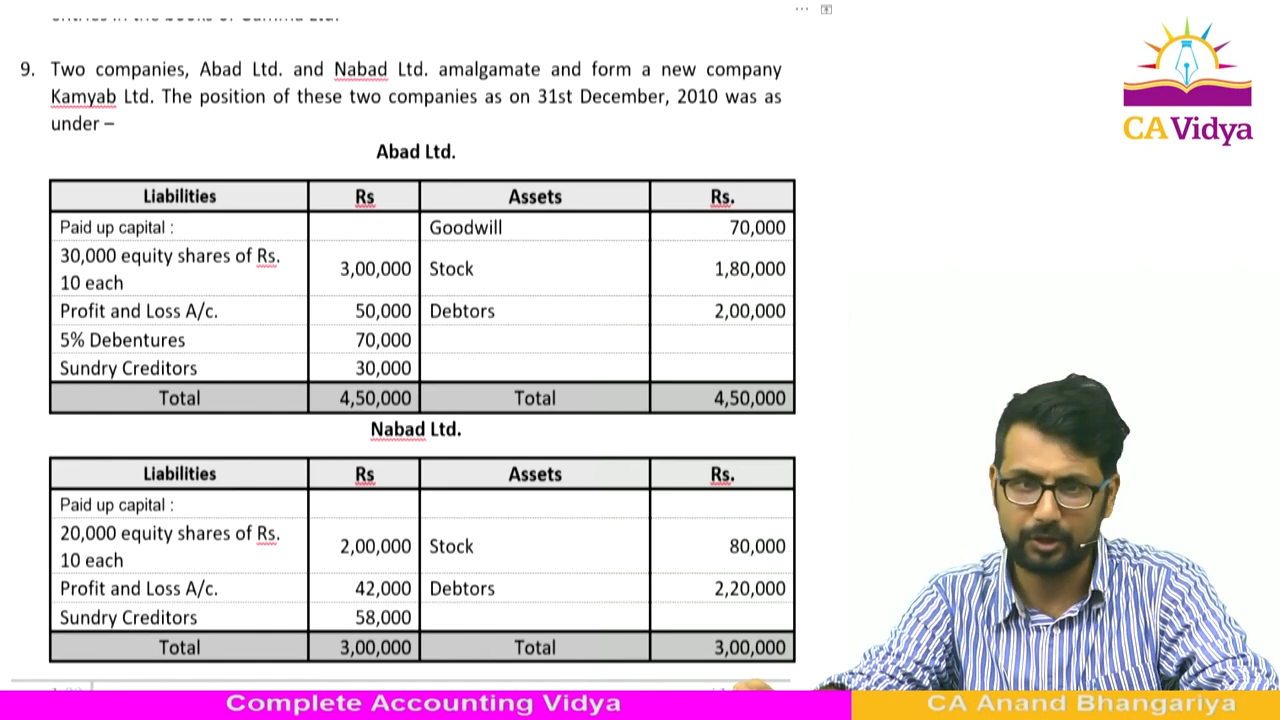 9. Two companies, Abad Ltd. and Nabad Ltd. amalgamate and form a new company
Kamyab Ltd. The position of these two companies as on 31st December, 2010 was as
under –
CA Vidya
Abad Ltd.
Liabilities Rs Assets Rs.
Paid up capital : Goodwill 70,000
30,000 equity shares of Rs.
10 each 3,00,000 Stock 1,80,000
Profit and Loss A/c. 50,000 Debtors 2,00,000
5% Debentures 70,000
Sundry Creditors 30,000
Total 4,50,000 Total 4,50,000
Nabad Ltd.
Liabilities Rs Assets Rs.
Paid up capital :
20,000 equity shares of Rs.
10 each 2,00,000 Stock 80,000
Profit and Loss A/c. 42,000 Debtors 2,20,000
Sundry Creditors 58,000
Total 3,00,000 Total 3,00,000
Complete Accounting Vidya
CA Anand Bhangariya